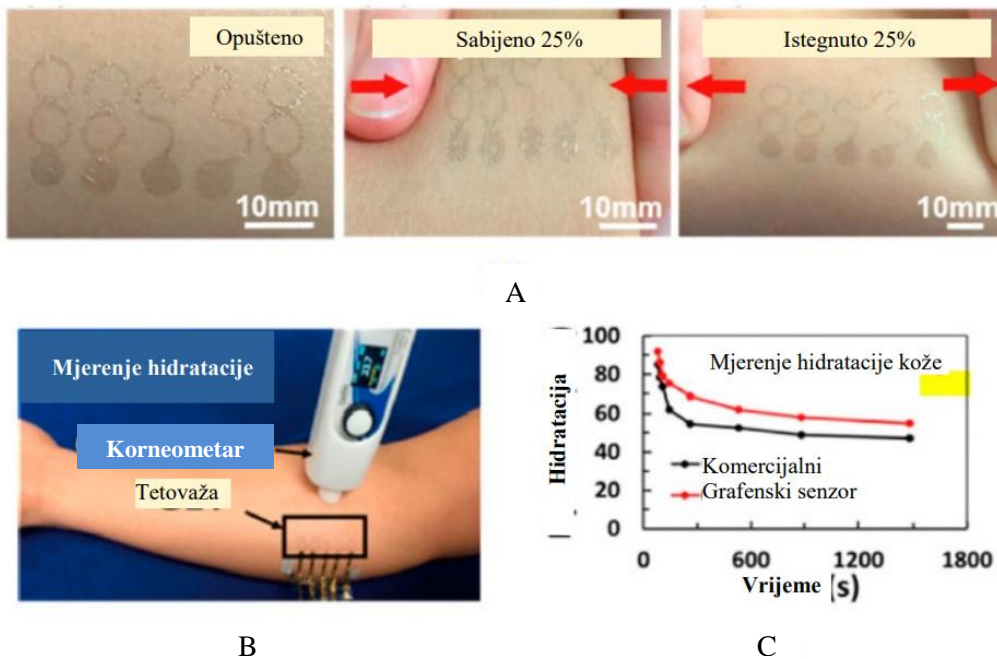 Opušteno
Sabijeno 25%
Istegnuto 25%
10mm
10mm
10mm
A
Mjerenje hidratacije
Korneometar
Tetovaža
B
Mjerenje hidratacije kože
Hidratacija
100
80
60
40
20
0
Komercijalni
Grafenski senzor
0
600
1200
1800
Vrijeme (s)
C